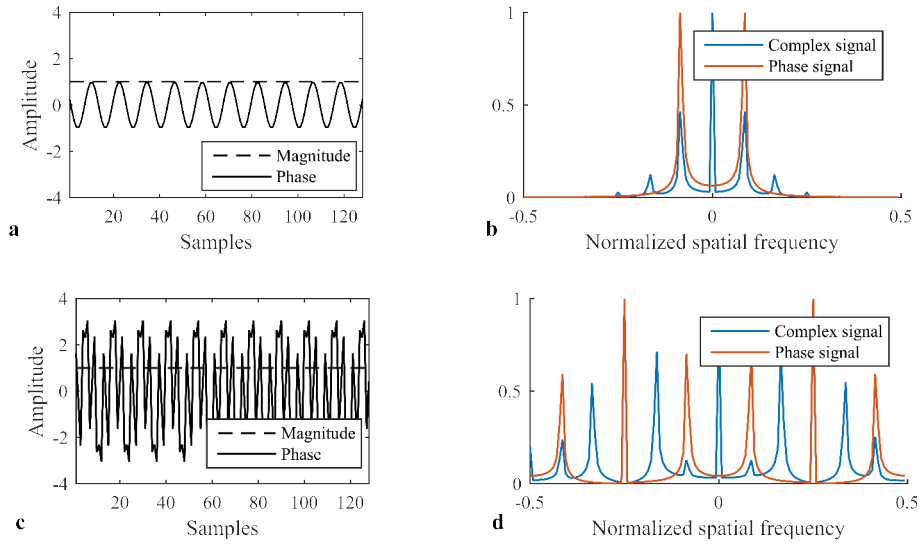 4
2
0
-2
-4
Amplitude
20 40 60 80 100 120
Samples
Magnitude
Phase
a
1
0.5
0
-0.5 0 0.5
Normalized spatial frequency
Complex signal
Phase signal
b
4
2
0
-2
-4
Amplitude
20 40 60 80 100 120
Samples
Magnitude
Phase
c
1
0.5
0
-0.5 0 0.5
Normalized spatial frequency
Complex signal
Phase signal
d